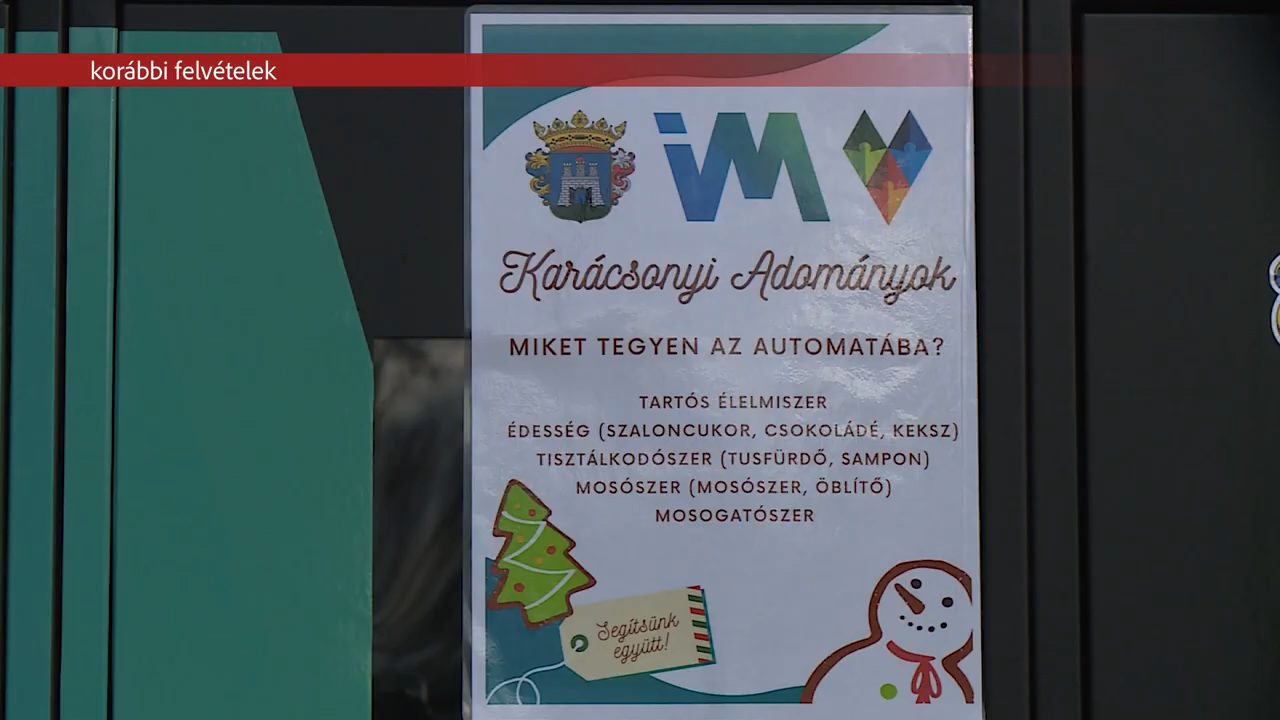 korábbi felvételek
iM
Karácsonyi Adományok
MIKET TEGYEN AZ AUTOMATÁBA?
TARTÓS ÉLELMISZER
ÉDESSÉG (SZALONCUKOR, CSOKOLÁDÉ, KEKSZ)
TISZTÁLKODÓSZER (TUSFÜRDŐ, SAMPON)
MOSÓSZER (MOSÓSZER, ÖBLÍTŐ)
MOSOGATÓSZER
Segítsünk
együtt!